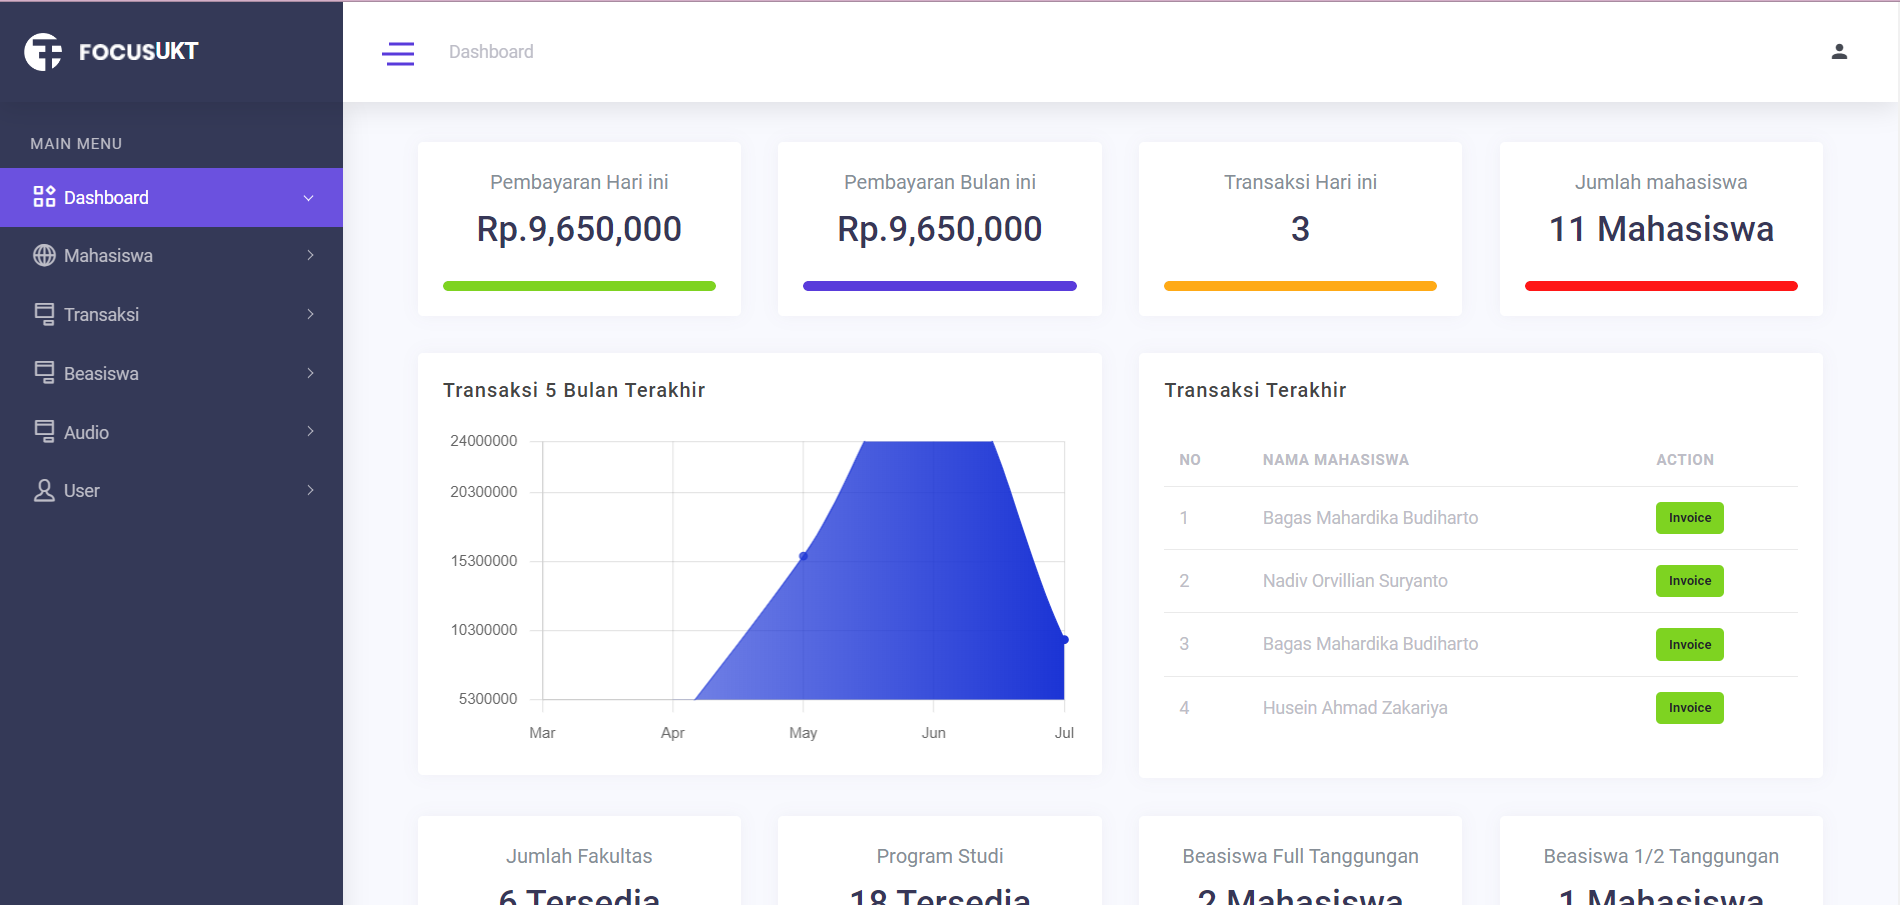 FOCUSUKT
Dashboard
MAIN MENU
Dashboard
Mahasiswa
Transaksi
Beasiswa
Audio
User
Pembayaran Hari ini
Rp.9,650,000
Pembayaran Bulan ini
Rp.9,650,000
Transaksi Hari ini
3
Jumlah mahasiswa
11 Mahasiswa
Transaksi 5 Bulan Terakhir
24000000
20300000
15300000
10300000
5300000
Mar Apr May Jun Jul
Transaksi Terakhir
NO NAMA MAHASISWA ACTION
1 Bagas Mahardika Budiharto Invoice
2 Nadiv Orvillian Suryanto Invoice
3 Bagas Mahardika Budiharto Invoice
4 Husein Ahmad Zakariya Invoice
Jumlah Fakultas
6 Tersedia
Program Studi
18 Tersedia
Beasiswa Full Tanggungan
2 Mahasiswa
Beasiswa 1/2 Tanggungan
1 Mahasiswa